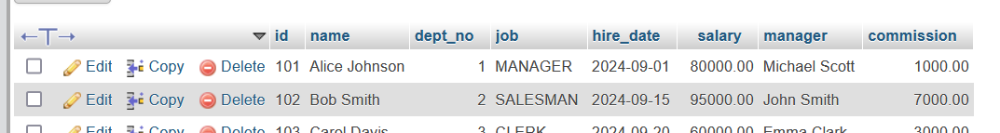 id name dept_no job hire_date salary manager commission
Edit Copy Delete 101 Alice Johnson 1 MANAGER 2024-09-01 80000.00 Michael Scott 1000.00
Edit Copy Delete 102 Bob Smith 2 SALESMAN 2024-09-15 95000.00 John Smith 7000.00
Edit Copy Delete 103 Carol Davis 3 CLERK 2024-09-20 60000.00 Emma Clark 3000.00